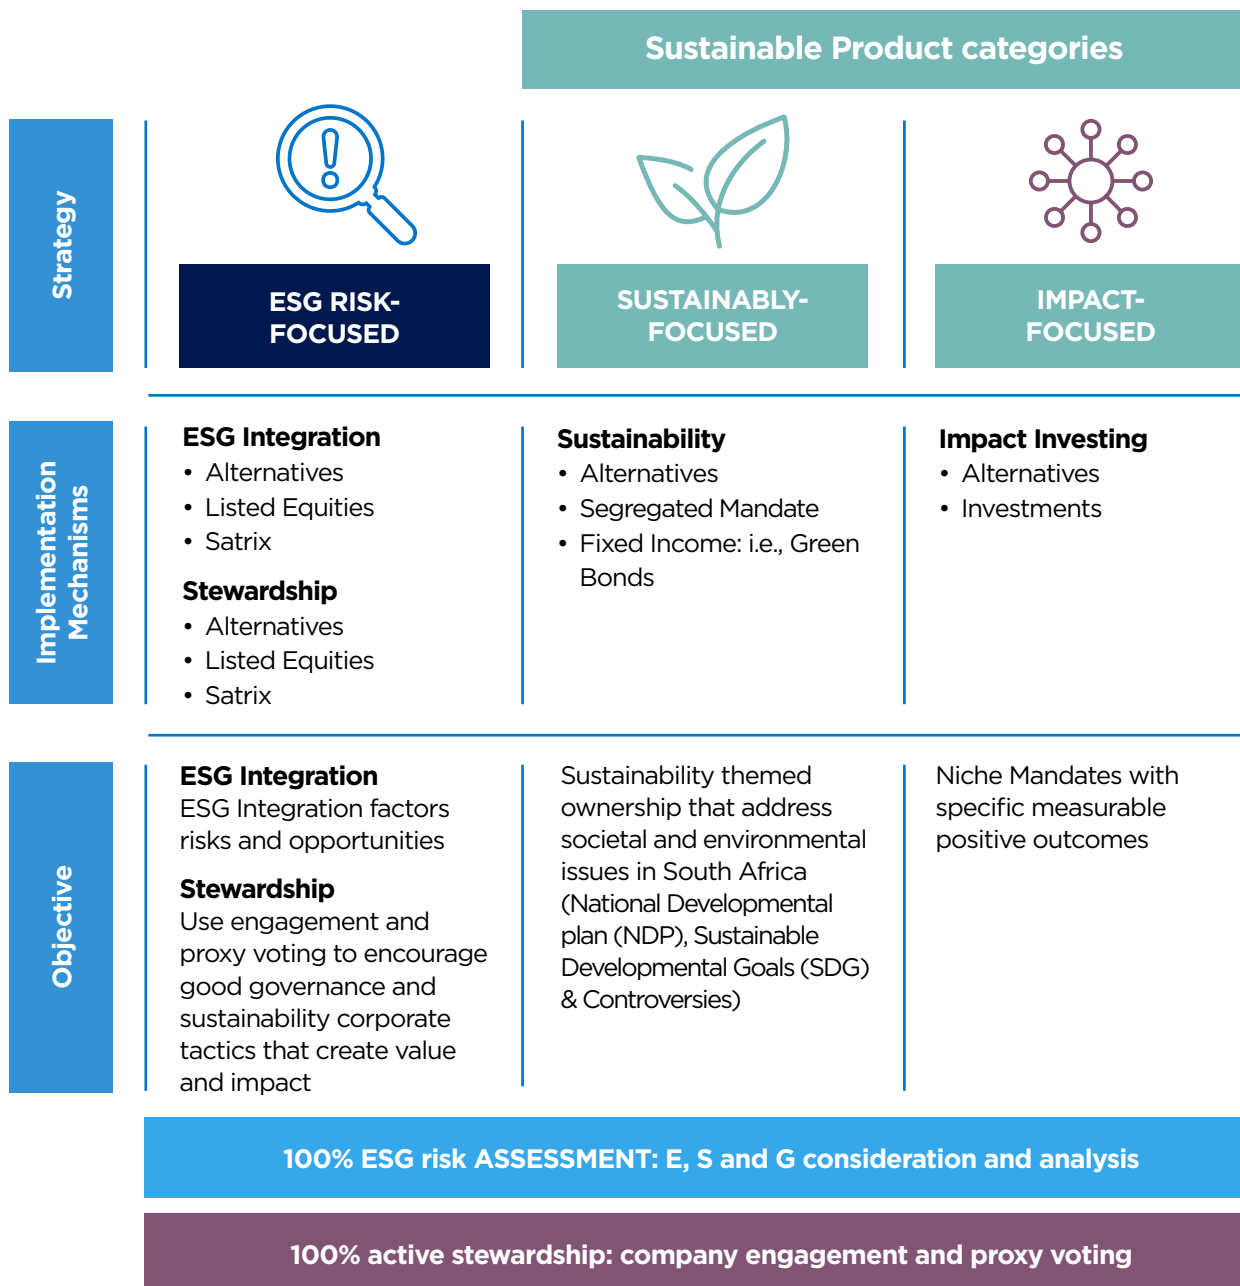 Sustainable Product categories
Strategy
ESG RISK-
FOCUSED
SUSTAINABLY-
FOCUSED
IMPACT-
FOCUSED
Implementation
Mechanisms
ESG Integration
• Alternatives
• Listed Equities
• Satrix
Stewardship
• Alternatives
• Listed Equities
• Satrix
Sustainability
• Alternatives
• Segregated Mandate
• Fixed Income: i.e., Green
Bonds
Impact Investing
• Alternatives
• Investments
Objective
ESG Integration
ESG Integration factors
risks and opportunities
Stewardship
Use engagement and
proxy voting to encourage
good governance and
sustainability corporate
tactics that create value
and impact
Sustainability themed
ownership that address
societal and environmental
issues in South Africa
(National Developmental
plan (NDP), Sustainable
Developmental Goals (SDG)
& Controversies)
Niche Mandates with
specific measurable
positive outcomes
100% ESG risk ASSESSMENT: E, S and G consideration and analysis
100% active stewardship: company engagement and proxy voting